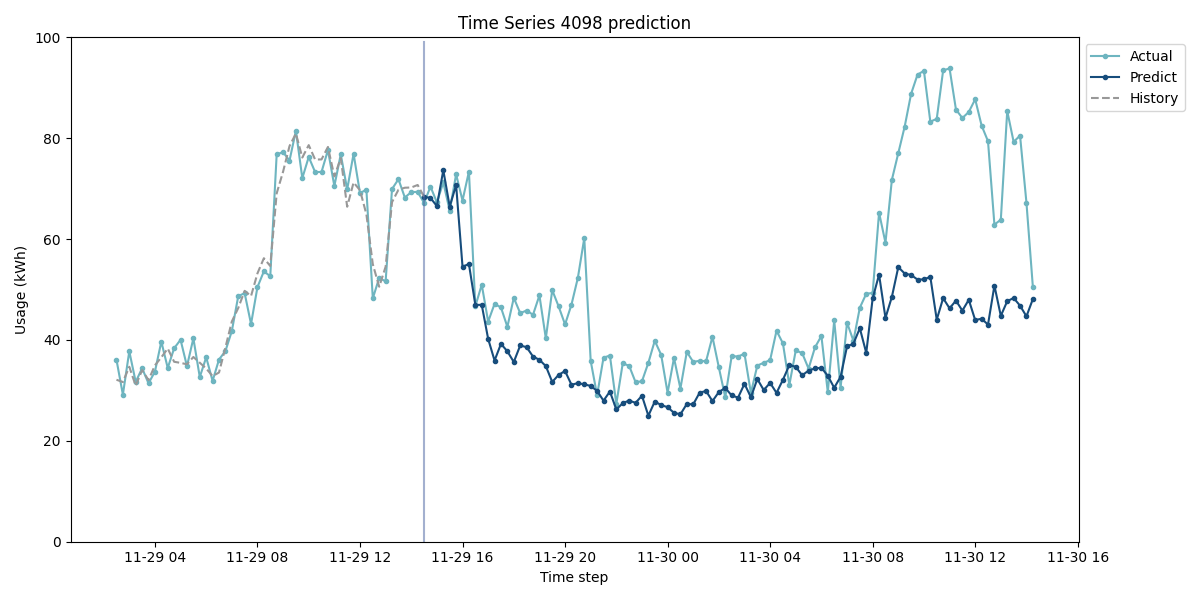 Time Series 4098 prediction
100
80
60
40
20
0
Usage (kWh)
11-29 04
11-29 08
11-29 12
11-29 16
11-29 20
11-30 00
11-30 04
11-30 08
11-30 12
11-30 16
Time step
Actual
Predict
History